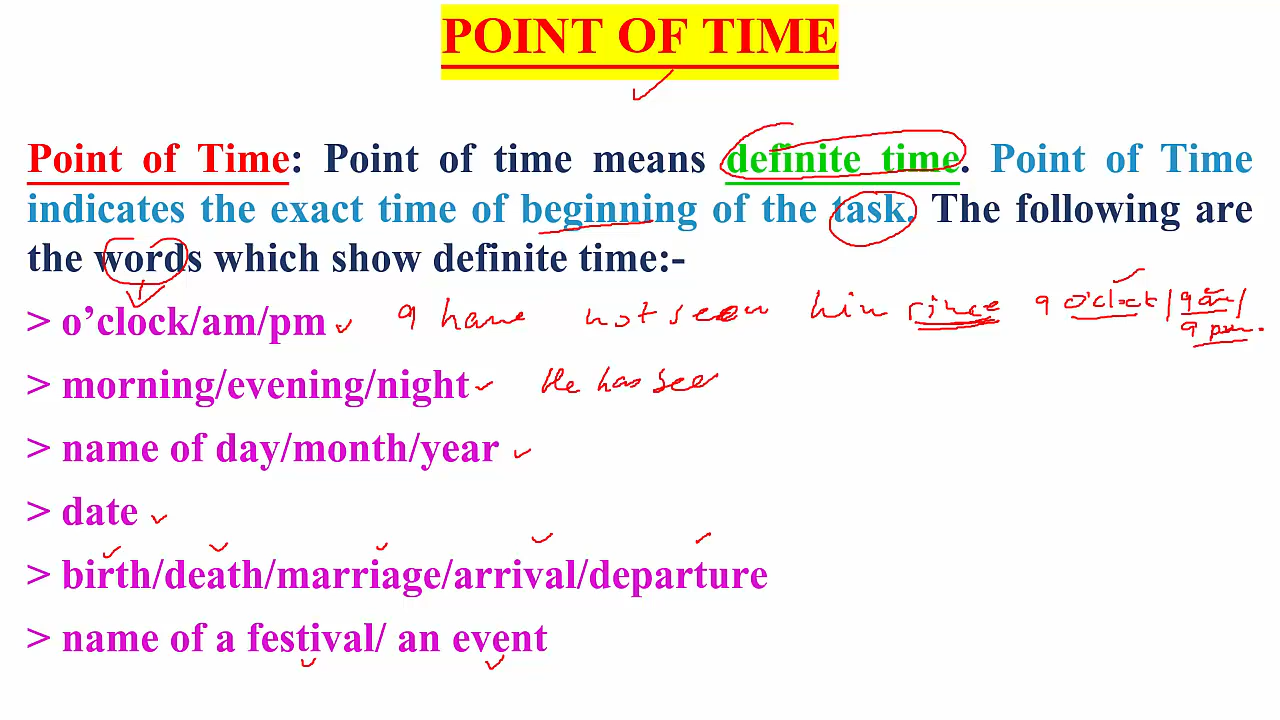 POINT OF TIME
Point of Time: Point of time means definite time. Point of Time
indicates the exact time of beginning of the task. The following are
the words which show definite time:-
> o’clock/am/pm I have not seen him since 9 o'clock/9 am/
9 pm.
> morning/evening/night He has see
> name of day/month/year
> date
> birth/death/marriage/arrival/departure
> name of a festival/ an event